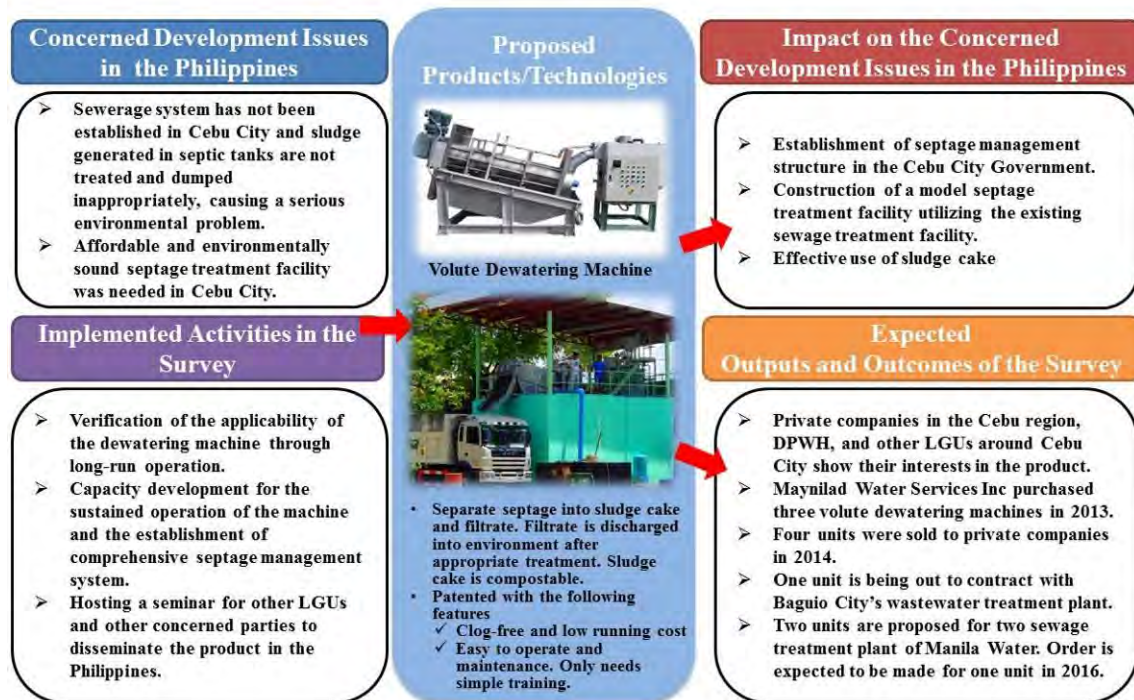 Concerned Development Issues
in the Philippines
➢ Sewerage system has not been
established in Cebu City and sludge
generated in septic tanks are not
treated and dumped
inappropriately, causing a serious
environmental problem.
➢ Affordable and environmentally
sound septage treatment facility
was needed in Cebu City.
Implemented Activities in the
Survey
➢ Verification of the applicability of
the dewatering machine through
long-run operation.
➢ Capacity development for the
sustained operation of the machine
and the establishment of
comprehensive septage management
system.
➢ Hosting a seminar for other LGUs
and other concerned parties to
disseminate the product in the
Philippines.
Proposed
Products/Technologies
Volute Dewatering Machine
• Separate septage into sludge cake
and filtrate. Filtrate is discharged
into environment after
appropriate treatment. Sludge
cake is compostable.
• Patented with the following
features
✓ Clog-free and low running cost
✓ Easy to operate and
maintenance. Only needs
simple training.
Impact on the Concerned
Development Issues in the Philippines
➢ Establishment of septage management
structure in the Cebu City Government.
➢ Construction of a model septage
treatment facility utilizing the existing
sewage treatment facility.
➢ Effective use of sludge cake
Expected
Outputs and Outcomes of the Survey
➢ Private companies in the Cebu region,
DPWH, and other LGUs around Cebu
City show their interests in the product.
➢ Maynilad Water Services Inc purchased
three volute dewatering machines in 2013.
➢ Four units were sold to private companies
in 2014.
➢ One unit is being out to contract with
Baguio City's wastewater treatment plant.
➢ Two units are proposed for two sewage
treatment plant of Manila Water. Order is
expected to be made for one unit in 2016.